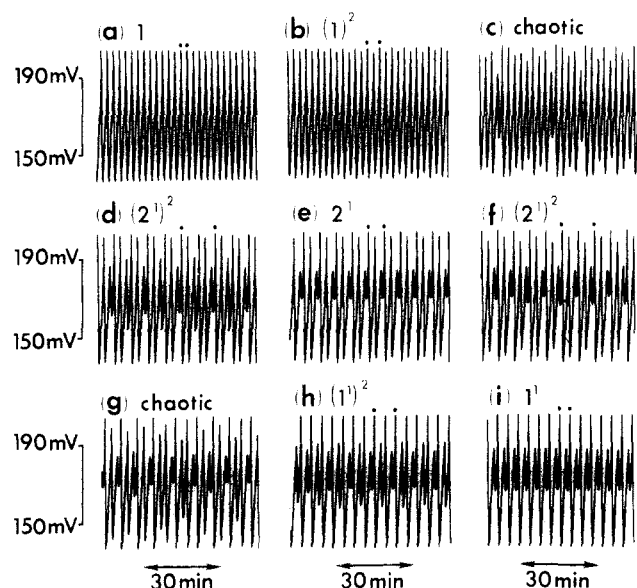 (a) 1
(b) (1)²
(c) chaotic
190mV
150mV
(d) (2¹)²
(e) 2¹
(f) (2¹)²
190mV
150mV
(g) chaotic
(h) (1¹)²
(i) 1¹
190mV
150mV
30min
30min
30min